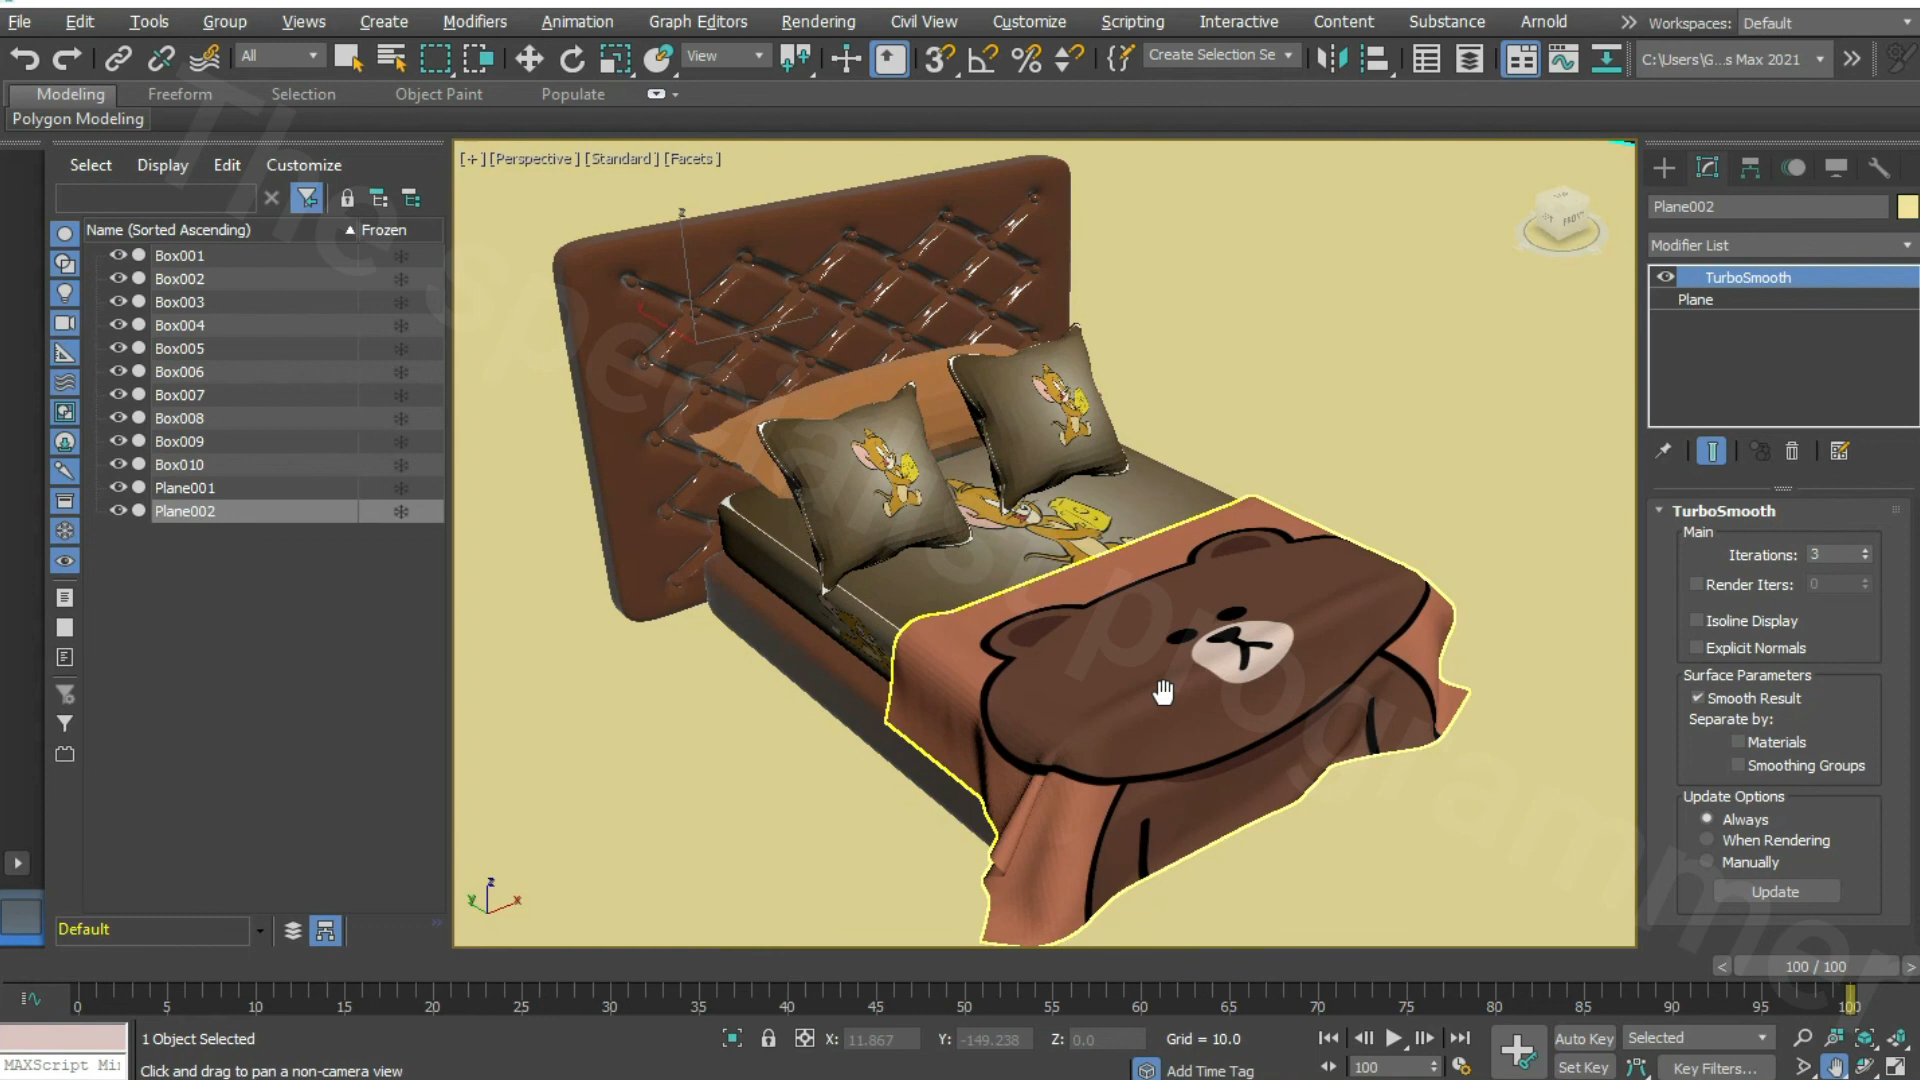 File Edit Tools Group Views Create Modifiers Animation Graph Editors Rendering Civil View Customize Scripting Interactive Content Substance Arnold Workspaces: Default
All View Create Selection Se C:\Users\G...s Max 2021
Modeling Freeform Selection Object Paint Populate
Polygon Modeling
Select Display Edit Customize
Name (Sorted Ascending) Frozen
Box001
Box002
Box003
Box004
Box005
Box006
Box007
Box008
Box009
Box010
Plane001
Plane002
Default
[+] [Perspective ] [Standard ] [Facets ]
z
x
FRONT
z
y x
The specialist programmer
Plane002
Modifier List
TurboSmooth
Plane
TurboSmooth
Main
Iterations: 3
Render Iters: 0
Isoline Display
Explicit Normals
Surface Parameters
Smooth Result
Separate by:
Materials
Smoothing Groups
Update Options
Always
When Rendering
Manually
Update
< 100 / 100 >
0 5 10 15 20 25 30 35 40 45 50 55 60 65 70 75 80 85 90 95 100
1 Object Selected X: 11.867 Y: -149.238 Z: 0.0 Grid = 10.0 Auto Key Selected
MAXScript Mi Click and drag to pan a non-camera view Add Time Tag 100 Set Key Key Filters...